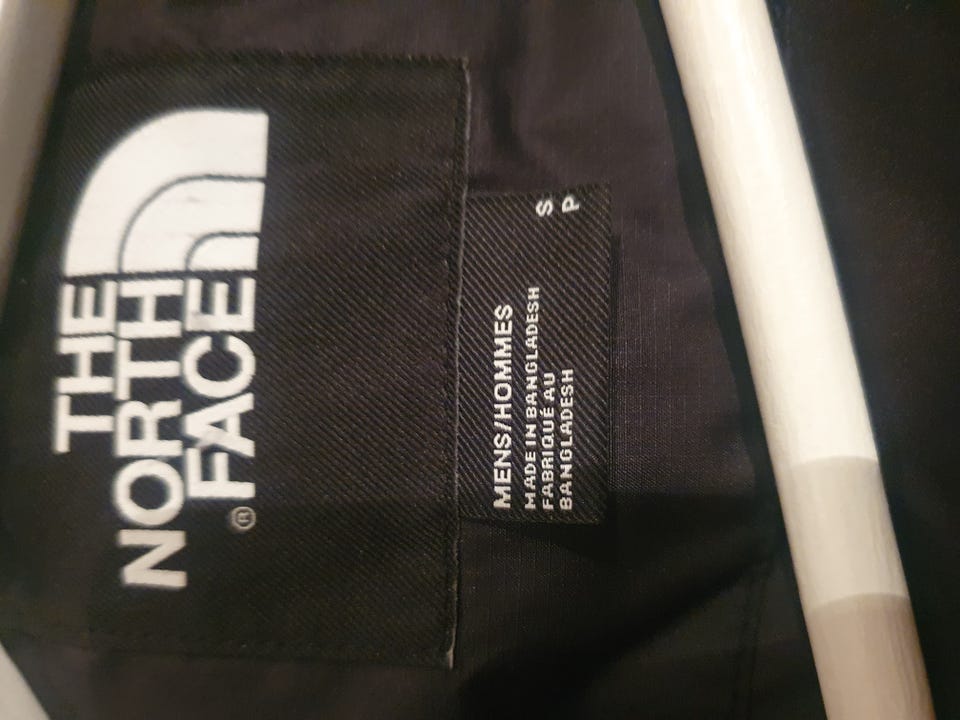 THE
NORTH
FACE
®
S
P
MENS/HOMMES
MADE IN BANGLADESH
FABRIQUÉ AU
BANGLADESH